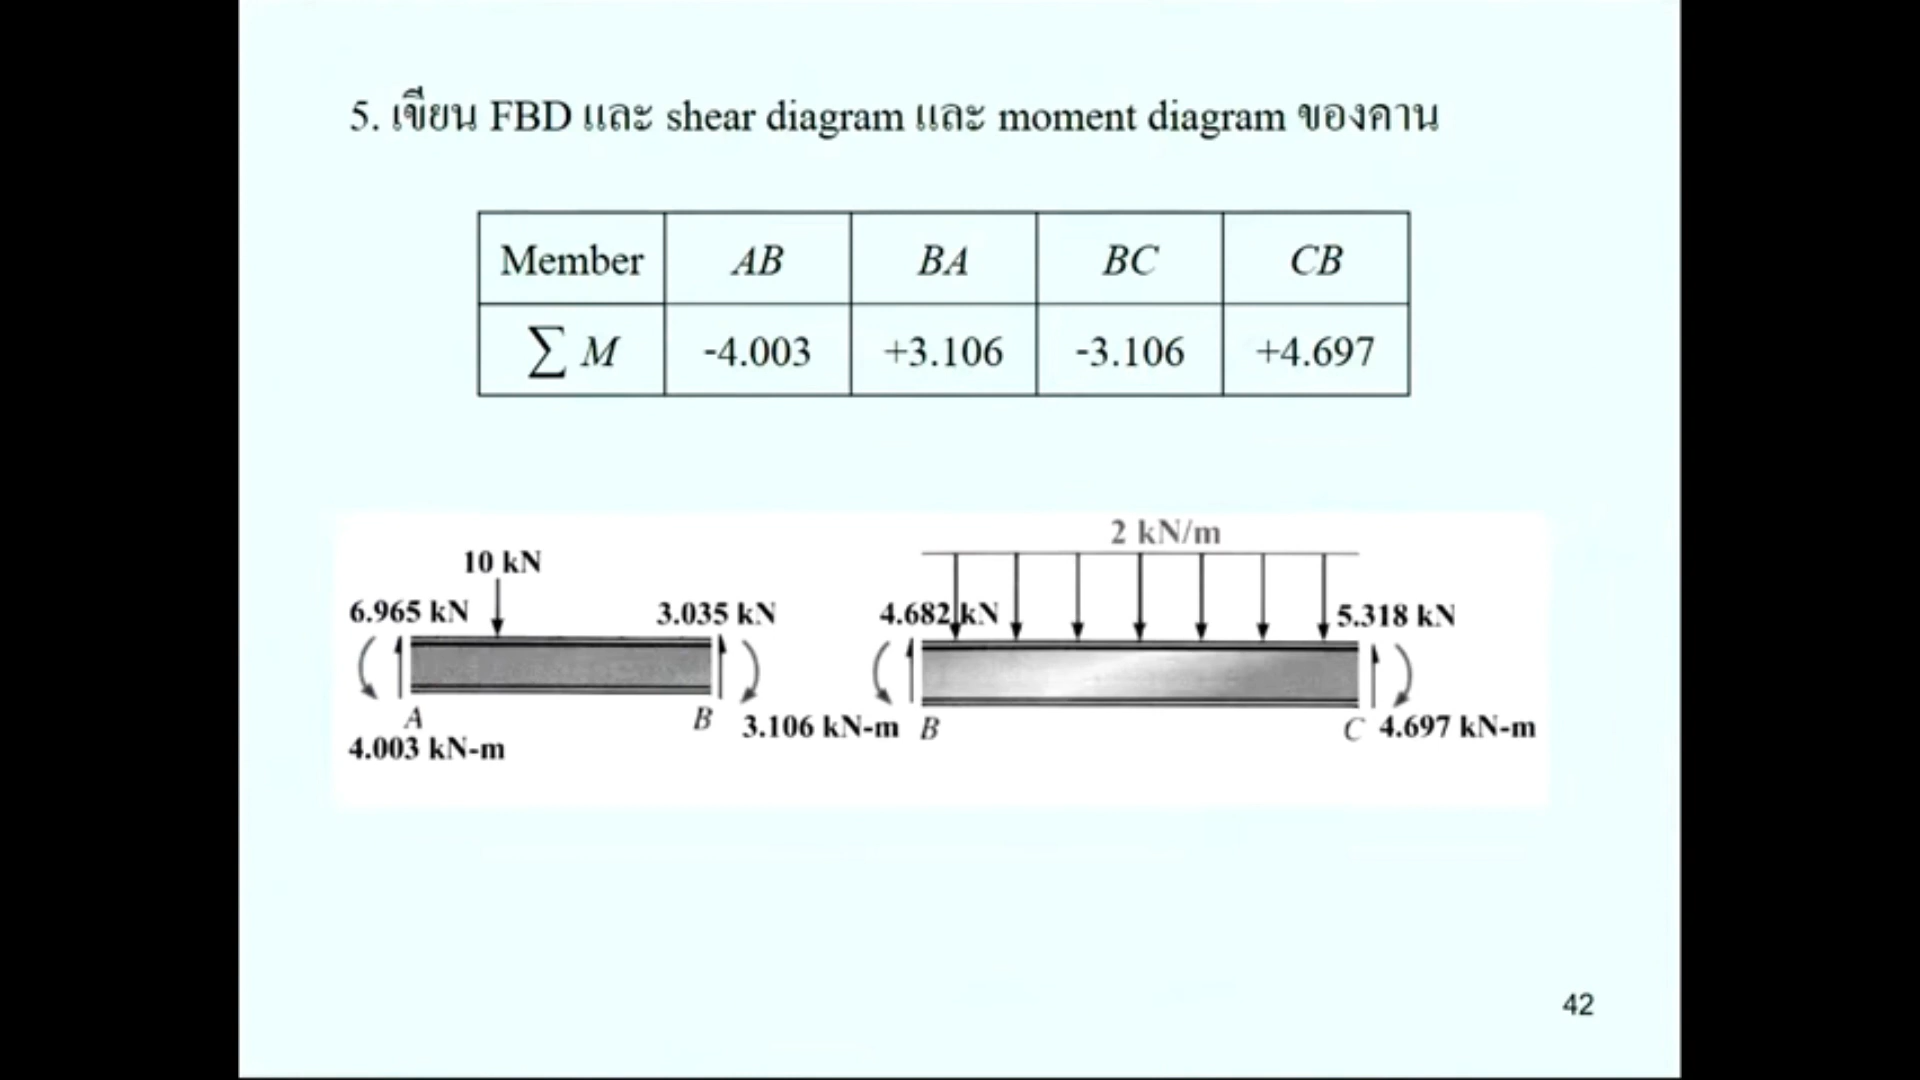 5. เขียน FBD และ shear diagram และ moment diagram ของคาน
Member AB BA BC CB
∑ M -4.003 +3.106 -3.106 +4.697
2 kN/m
10 kN
6.965 kN 3.035 kN 4.682 kN 5.318 kN
A B 3.106 kN-m B C 4.697 kN-m
4.003 kN-m
42